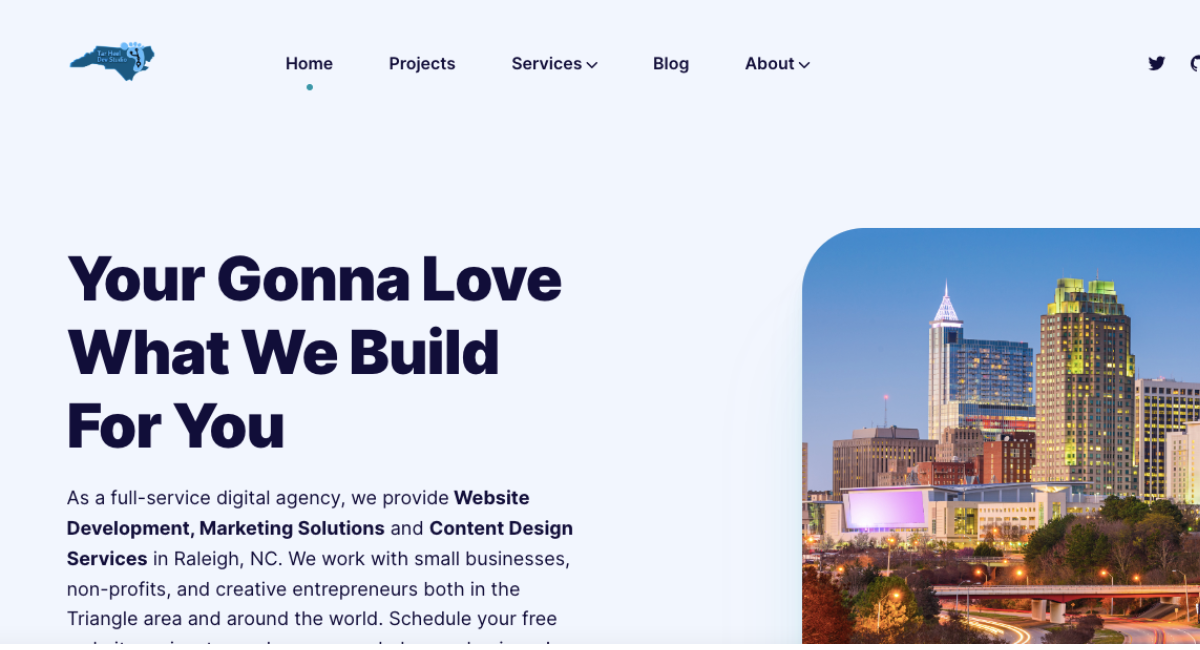 Tar Heel
Dev Studio
Home Projects Services About Blog
Your Gonna Love
What We Build
For You
As a full-service digital agency, we provide Website
Development, Marketing Solutions and Content Design
Services in Raleigh, NC. We work with small businesses,
non-profits, and creative entrepreneurs both in the
Triangle area and around the world. Schedule your free